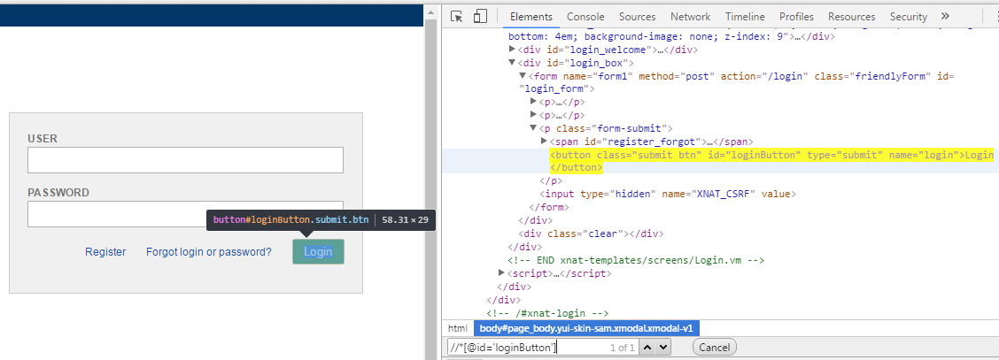 USER
PASSWORD
button#loginButton.submit.btn 58.31 × 29
Register Forgot login or password? Login
Elements Console Sources Network Timeline Profiles Resources Security »
bottom: 4em; background-image: none; z-index: 9">…</div>
▶<div id="login_welcome">…</div>
▼<div id="login_box">
▼<form name="form1" method="post" action="/login" class="friendlyForm" id=
"login_form">
▶<p>…</p>
▶<p>…</p>
▼<p class="form-submit">
▶<span id="register_forgot">…</span>
<button class="submit btn" id="loginButton" type="submit" name="login">Login
</button>
</p>
<input type="hidden" name="XNAT_CSRF" value>
</form>
</div>
<div class="clear"></div>
</div>
<!-- END xnat-templates/screens/Login.vm -->
▶<script>…</script>
</div>
</div>
<!-- /#xnat-login -->
html body#page_body.yui-skin-sam.xmodal.xmodal-v1
//*[@id='loginButton'] 1 of 1 Cancel